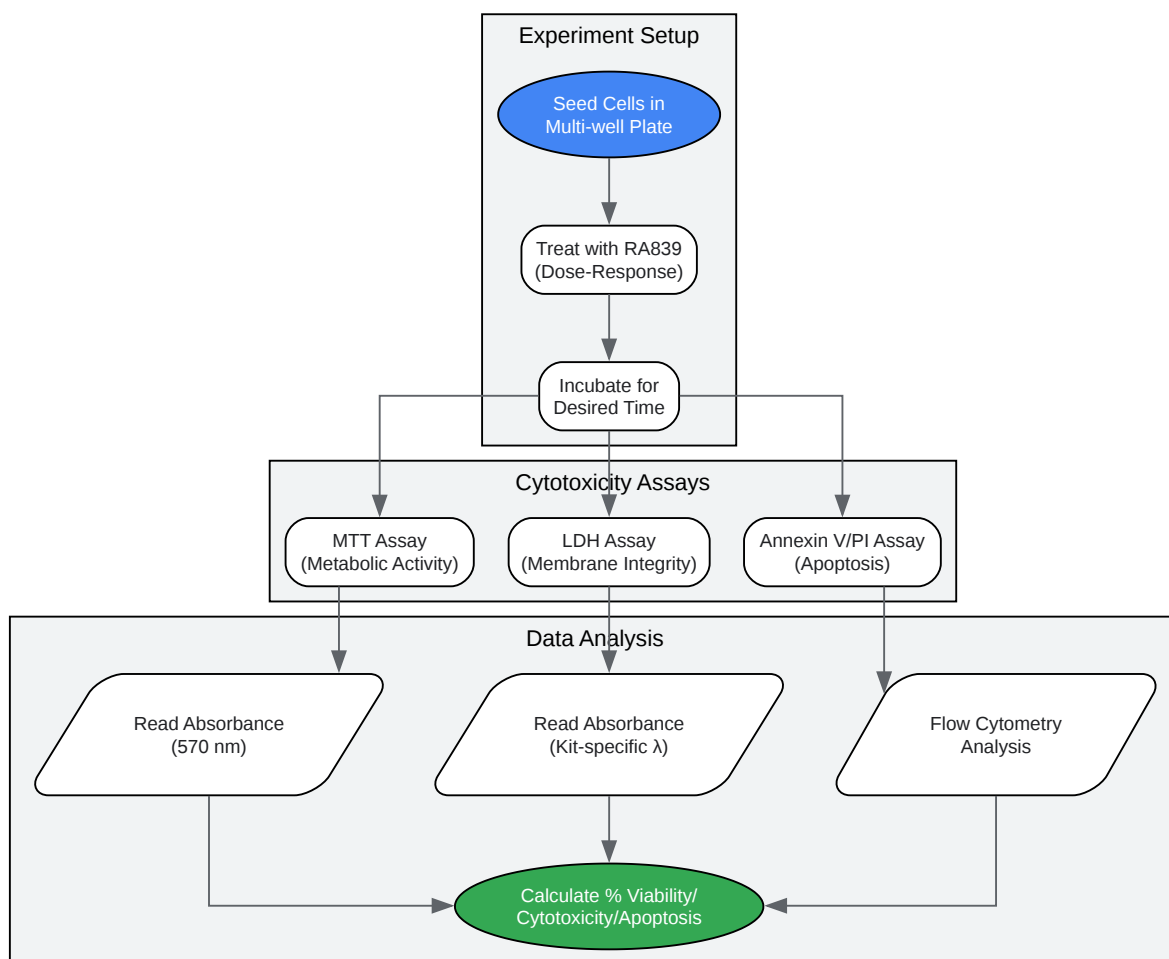 Experiment Setup
Seed Cells in
Multi-well Plate
Treat with RA839
(Dose-Response)
Incubate for
Desired Time
Cytotoxicity Assays
MTT Assay
(Metabolic Activity)
LDH Assay
(Membrane Integrity)
Annexin V/PI Assay
(Apoptosis)
Data Analysis
Read Absorbance
(570 nm)
Read Absorbance
(Kit-specific λ)
Flow Cytometry
Analysis
Calculate % Viability/
Cytotoxicity/Apoptosis